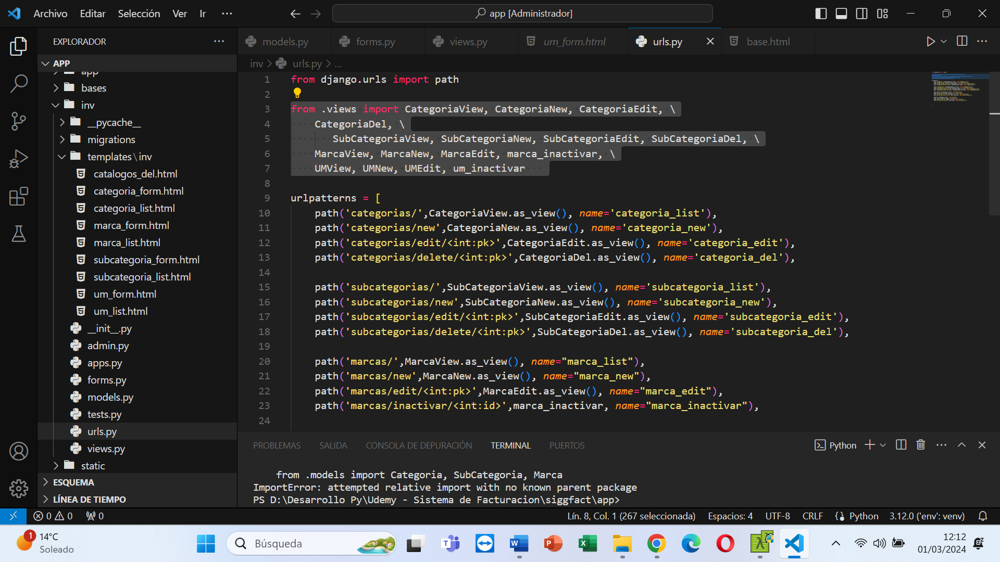 Archivo Editar Selección Ver Ir ···
app [Administrador]
EXPLORADOR ···
models.py forms.py views.py um_form.html urls.py base.html
APP
inv > urls.py > ...
app
bases
inv
__pycache__
migrations
templates\inv
catalogos_del.html
categoria_form.html
categoria_list.html
marca_form.html
marca_list.html
subcategoria_form.html
subcategoria_list.html
um_form.html
um_list.html
__init__.py
admin.py
apps.py
forms.py
models.py
tests.py
urls.py
views.py
static
ESQUEMA
LÍNEA DE TIEMPO
1 from django.urls import path
2
3 from .views import CategoriaView, CategoriaNew, CategoriaEdit, \
4 CategoriaDel, \
5 SubCategoriaView, SubCategoriaNew, SubCategoriaEdit, SubCategoriaDel, \
6 MarcaView, MarcaNew, MarcaEdit, marca_inactivar, \
7 UMView, UMNew, UMEdit, um_inactivar
8
9 urlpatterns = [
10 path('categorias/',CategoriaView.as_view(), name='categoria_list'),
11 path('categorias/new',CategoriaNew.as_view(), name='categoria_new'),
12 path('categorias/edit/<int:pk>',CategoriaEdit.as_view(), name='categoria_edit'),
13 path('categorias/delete/<int:pk>',CategoriaDel.as_view(), name='categoria_del'),
14
15 path('subcategorias/',SubCategoriaView.as_view(), name='subcategoria_list'),
16 path('subcategorias/new',SubCategoriaNew.as_view(), name='subcategoria_new'),
17 path('subcategorias/edit/<int:pk>',SubCategoriaEdit.as_view(), name='subcategoria_edit'),
18 path('subcategorias/delete/<int:pk>',SubCategoriaDel.as_view(), name='subcategoria_del'),
19
20 path('marcas/',MarcaView.as_view(), name="marca_list"),
21 path('marcas/new',MarcaNew.as_view(), name="marca_new"),
22 path('marcas/edit/<int:pk>',MarcaEdit.as_view(), name="marca_edit"),
23 path('marcas/inactivar/<int:id>',marca_inactivar, name="marca_inactivar"),
24
PROBLEMAS SALIDA CONSOLA DE DEPURACIÓN TERMINAL PUERTOS
Python
from .models import Categoria, SubCategoria, Marca
ImportError: attempted relative import with no known parent package
PS D:\Desarrollo Py\Udemy - Sistema de Facturacion\siggfact\app>
0 0 0
Lín. 8, Col. 1 (267 seleccionada) Espacios: 4 UTF-8 CRLF Python 3.12.0 ('env': venv)
1
14°C
Soleado
Búsqueda
12:12
01/03/2024